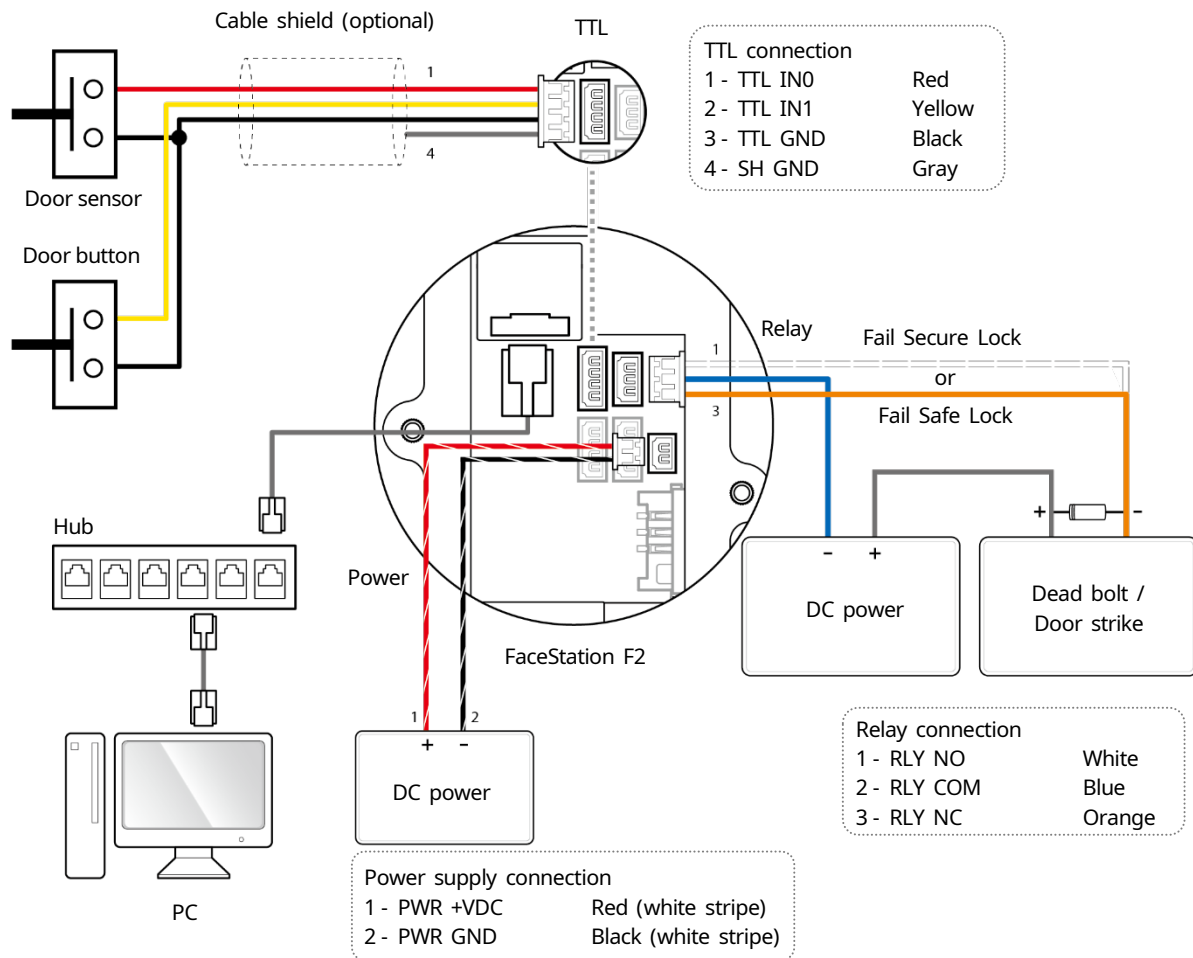 Cable shield (optional)
TTL
1
4
Door sensor
Door button
TTL connection
1 - TTL IN0 Red
2 - TTL IN1 Yellow
3 - TTL GND Black
4 - SH GND Gray
Relay
1
Fail Secure Lock
or
3
Fail Safe Lock
+ -
- +
Hub
Power
DC power
Dead bolt /
Door strike
FaceStation F2
1 2
+ -
DC power
Relay connection
1 - RLY NO White
2 - RLY COM Blue
3 - RLY NC Orange
PC
Power supply connection
1 - PWR +VDC Red (white stripe)
2 - PWR GND Black (white stripe)